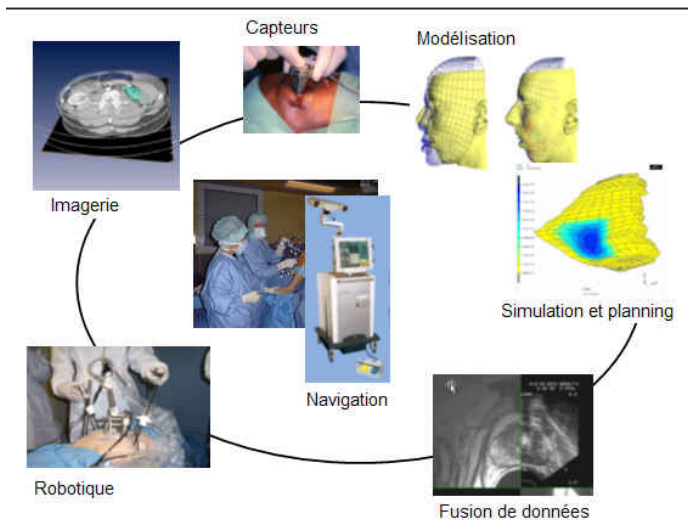 Capteurs
Modélisation
Imagerie
Simulation et planning
Navigation
Robotique
Fusion de données